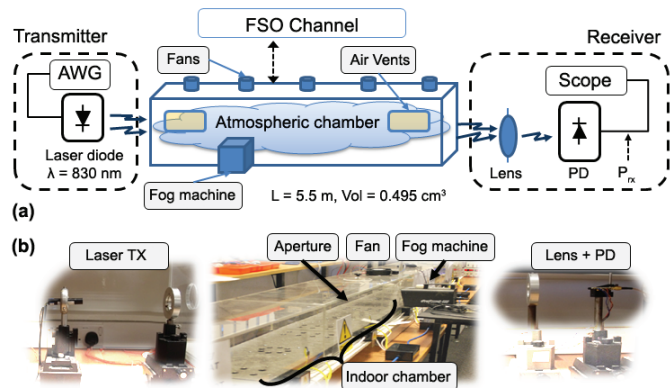 FSO Channel
Transmitter
Receiver
Fans
Air Vents
AWG
Scope
Atmospheric chamber
Laser diode
λ = 830 nm
Fog machine
L = 5.5 m, Vol = 0.495 cm³
Lens
PD
Prx
(a)
(b)
Laser TX
Aperture
Fan
Fog machine
Lens + PD
Indoor chamber